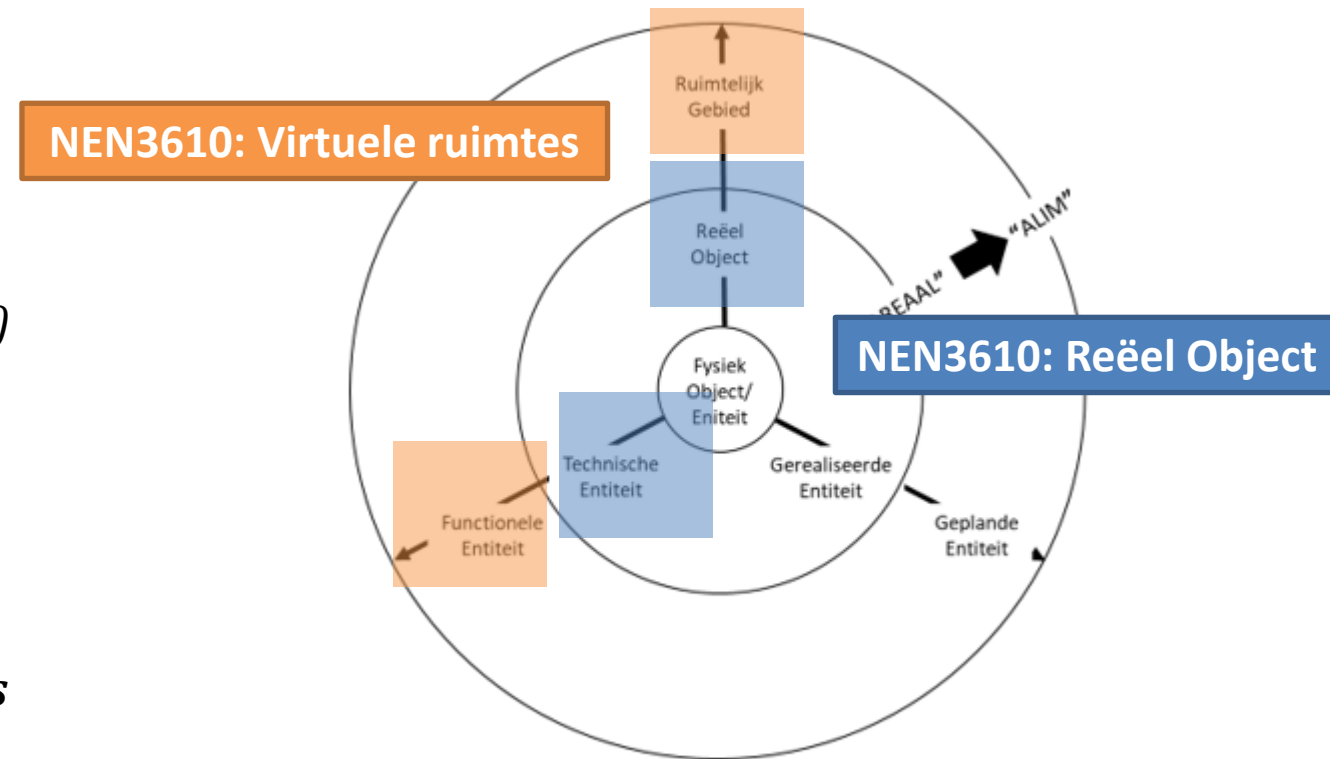 Ruimtelijk
Gebied
NEN3610: Virtuele ruimtes
Reëel
Object
"ALIM"
REAAL"
)
NEN3610: Reëel Object
Fysiek
Object/
Eniteit
Technische
Entiteit
Gerealiseerde
Entiteit
Functionele
Entiteit
Geplande
Entiteit
s